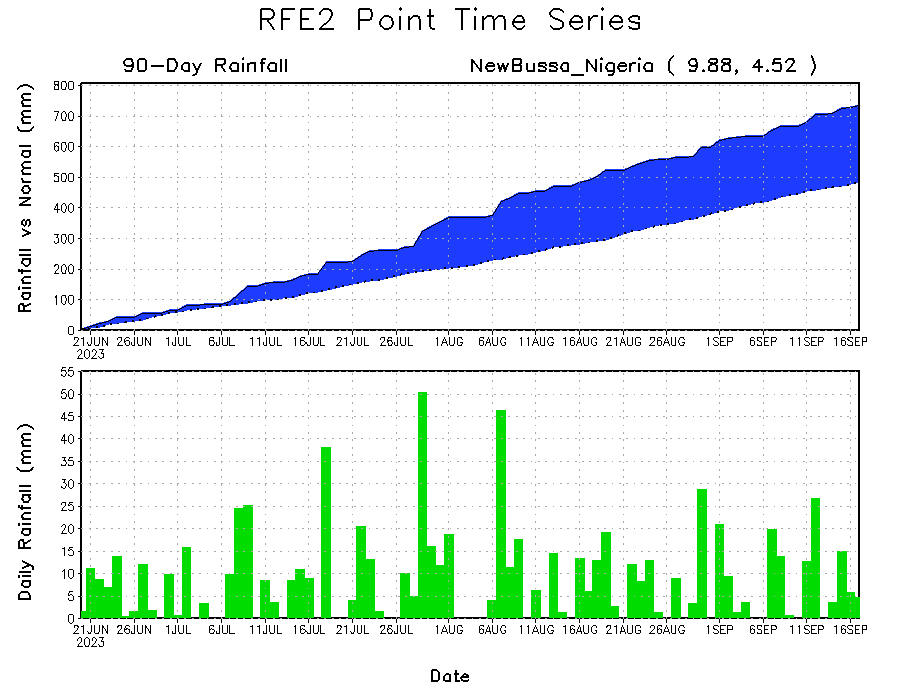 RFE2 Point Time Series
90-Day Rainfall
NewBussa_Nigeria ( 9.88, 4.52 )
Rainfall vs Normal (mm)
800
700
600
500
400
300
200
100
0
21JUN 26JUN 1JUL 6JUL 11JUL 16JUL 21JUL 26JUL 1AUG 6AUG 11AUG 16AUG 21AUG 26AUG 1SEP 6SEP 11SEP 16SEP
2023
Daily Rainfall (mm)
55
50
45
40
35
30
25
20
15
10
5
0
21JUN 26JUN 1JUL 6JUL 11JUL 16JUL 21JUL 26JUL 1AUG 6AUG 11AUG 16AUG 21AUG 26AUG 1SEP 6SEP 11SEP 16SEP
2023
Date